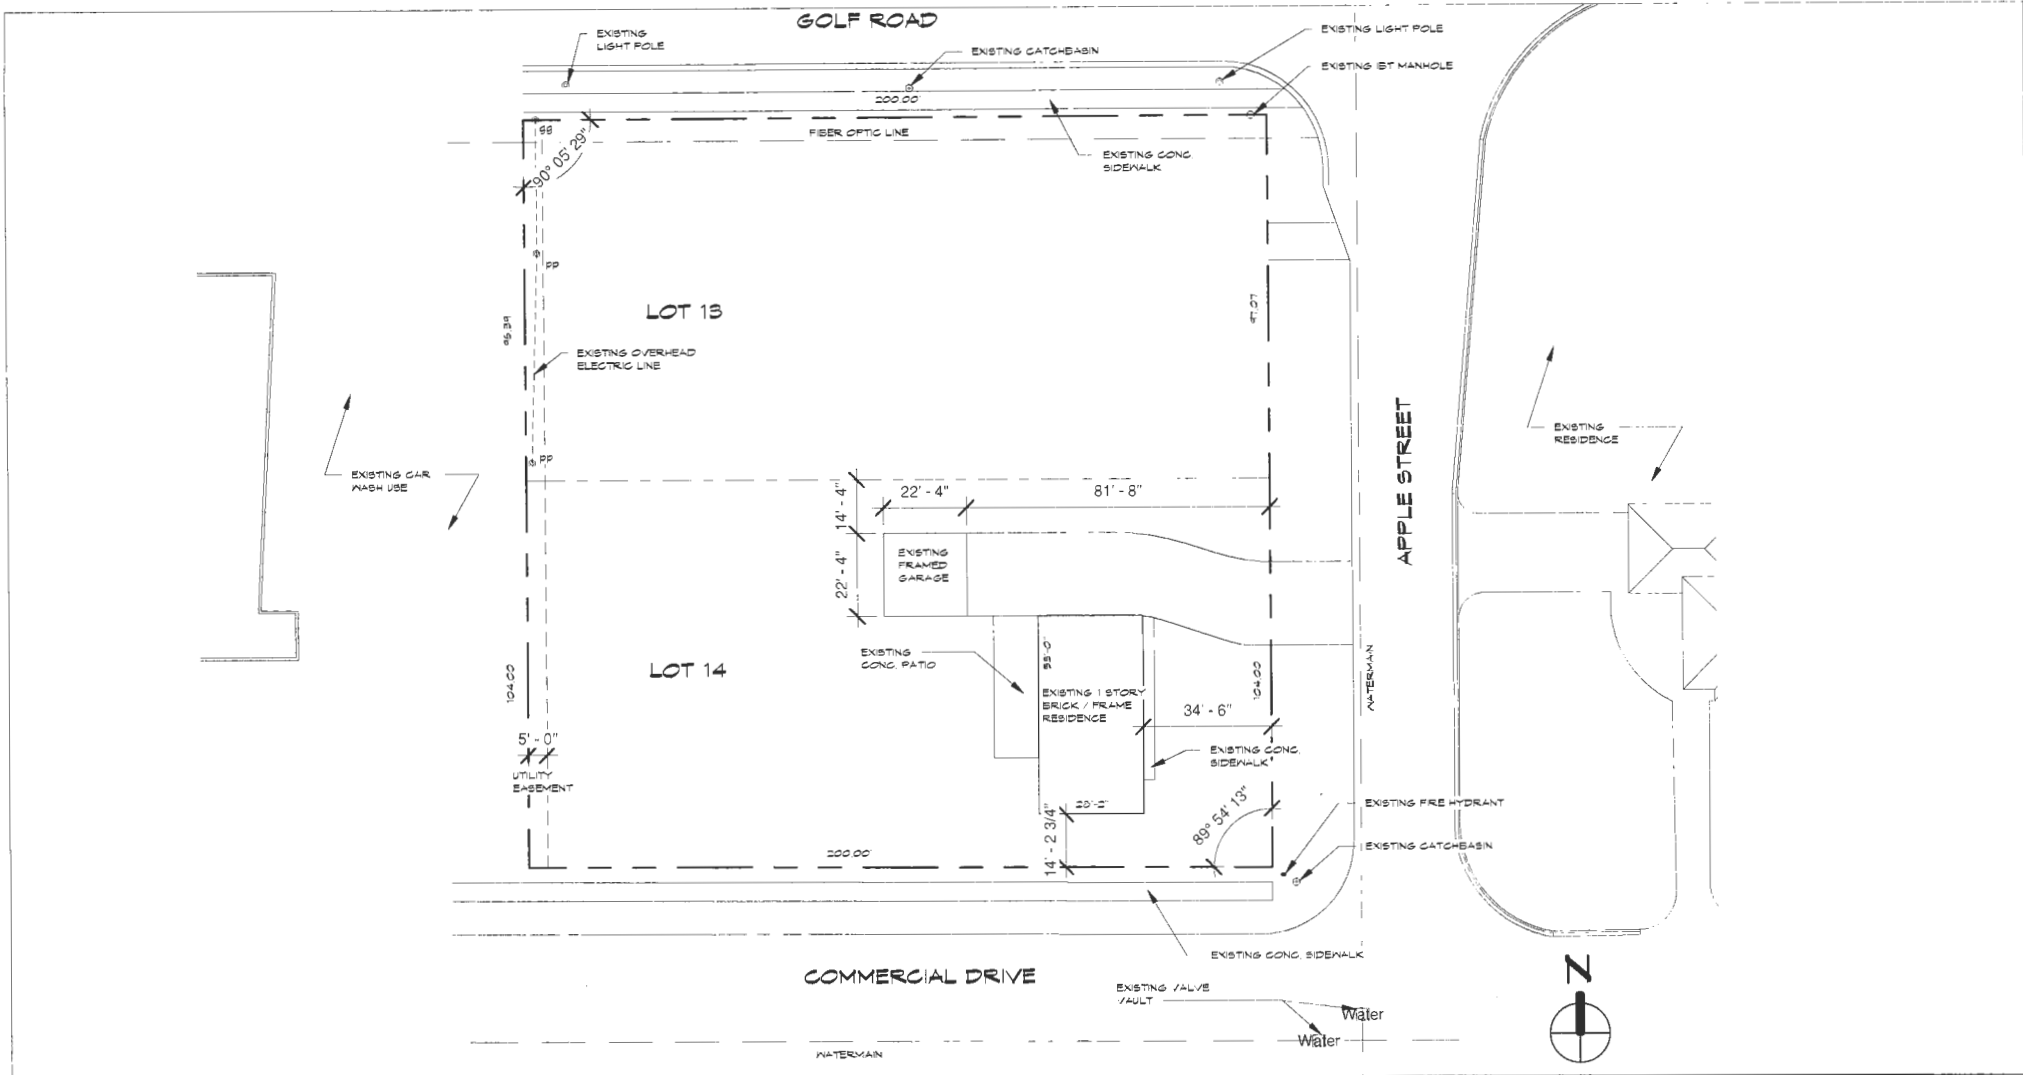 GOLF ROAD
EXISTING
LIGHT POLE
EXISTING CATCHBASIN
EXISTING LIGHT POLE
EXISTING IBT MANHOLE
200.00'
FIBER OPTIC LINE
90° 05' 29"
EXISTING CONC.
SIDEWALK
PP
LOT 13
EXISTING OVERHEAD
ELECTRIC LINE
97.07
APPLE STREET
EXISTING
RESIDENCE
PP
EXISTING CAR
WASH USE
14' - 4"
22' - 4"
81' - 8"
22' - 4"
EXISTING
FRAMED
GARAGE
EXISTING
CONC. PATIO
LOT 14
104.00
104.00
EXISTING 1 STORY
BRICK / FRAME
RESIDENCE
34' - 6"
WATERMAIN
5' - 0"
UTILITY
EASEMENT
EXISTING CONC.
SIDEWALK
14' - 2 3/4"
89° 54' 13"
EXISTING FIRE HYDRANT
EXISTING CATCHBASIN
200.00'
EXISTING CONC. SIDEWALK
COMMERCIAL DRIVE
EXISTING VALVE
VAULT
Water
Water
WATERMAIN
N